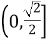 (0, √2/2]